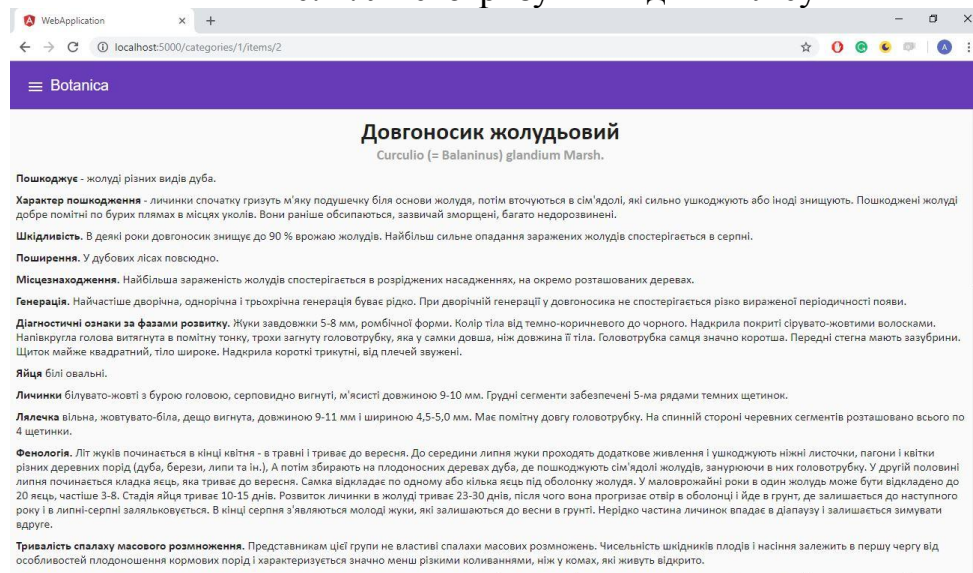 WebApplication
localhost:5000/categories/1/items/2
Botanica
Довгоносик жолудьовий
Curculio (= Balaninus) glandium Marsh.
Пошкоджує - жолуді різних видів дуба.
Характер пошкодження - личинки спочатку гризуть м'яку подушечку біля основи жолудя, потім вточуються в сім'ядолі, які сильно ушкоджують або іноді знищують. Пошкоджені жолуді
добре помітні по бурих плямах в місцях уколів. Вони раніше обсипаються, зазвичай зморщені, багато недорозвинені.
Шкідливість. В деякі роки довгоносик знищує до 90 % врожаю жолудів. Найбільш сильне опадання заражених жолудів спостерігається в серпні.
Поширення. У дубових лісах повсюдно.
Місцезнаходження. Найбільша зараженість жолудів спостерігається в розріджених насадженнях, на окремо розташованих деревах.
Генерація. Найчастіше дворічна, однорічна і трьохрічна генерація буває рідко. При дворічній генерації у довгоносика не спостерігається різко вираженої періодичності появи.
Діагностичні ознаки за фазами розвитку. Жуки завдовжки 5-8 мм, ромбічної форми. Колір тіла від темно-коричневого до чорного. Надкрила покриті сірувато-жовтими волосками.
Напівкругла голова витягнута в помітну тонку, трохи загнуту головотрубку, яка у самки довша, ніж довжина її тіла. Головотрубка самця значно коротша. Передні стегна мають зазубрини.
Щиток майже квадратний, тіло широке. Надкрила короткі трикутні, від плечей звужені.
Яйця білі овальні.
Личинки білувато-жовті з бурою головою, серповидно вигнуті, м'ясисті довжиною 9-10 мм. Грудні сегменти забезпечені 5-ма рядами темних щетинок.
Лялечка вільна, жовтувато-біла, дещо вигнута, довжиною 9-11 мм і шириною 4,5-5,0 мм. Має помітну довгу головотрубку. На спинній стороні черевних сегментів розташовано всього по
4 щетинки.
Фенологія. Літ жуків починається в кінці квітня - в травні і триває до вересня. До середини липня жуки проходять додаткове живлення і ушкоджують ніжні листочки, пагони і квітки
різних деревних порід (дуба, берези, липи та ін.), А потім збирають на плодоносних деревах дуба, де пошкоджують сім'ядолі жолудів, занурюючи в них головотрубку. У другій половині
липня починається кладка яєць, яка триває до вересня. Самка відкладає по одному або кілька яєць під оболонку жолудя. У маловрожайні роки в один жолудь може бути відкладено до
20 яєць, частіше 3-8. Стадія яйця триває 10-15 днів. Розвиток личинки в жолуді триває 23-30 днів, після чого вона прогризає отвір в оболонці і йде в грунт, де залишається до наступного
року і в липні-серпні заляльковується. В кінці серпня з'являються молоді жуки, які залишаються до весни в грунті. Нерідко частина личинок впадає в діапаузу і залишається зимувати
вдруге.
Тривалість спалаху масового розмноження. Представникам цієї групи не властиві спалахи масових розмножень. Чисельність шкідників плодів і насіння залежить в першу чергу від
особливостей плодоношення кормових порід і характеризується значно менш різкими коливаннями, ніж у комах, які живуть відкрито.